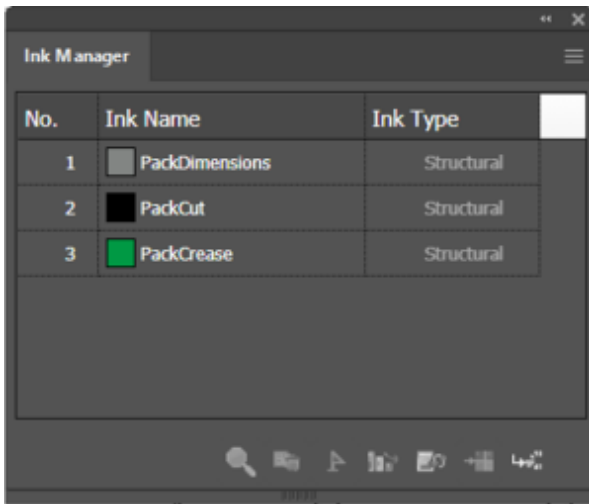 Ink Manager
No. Ink Name Ink Type
1 PackDimensions Structural
2 PackCut Structural
3 PackCrease Structural